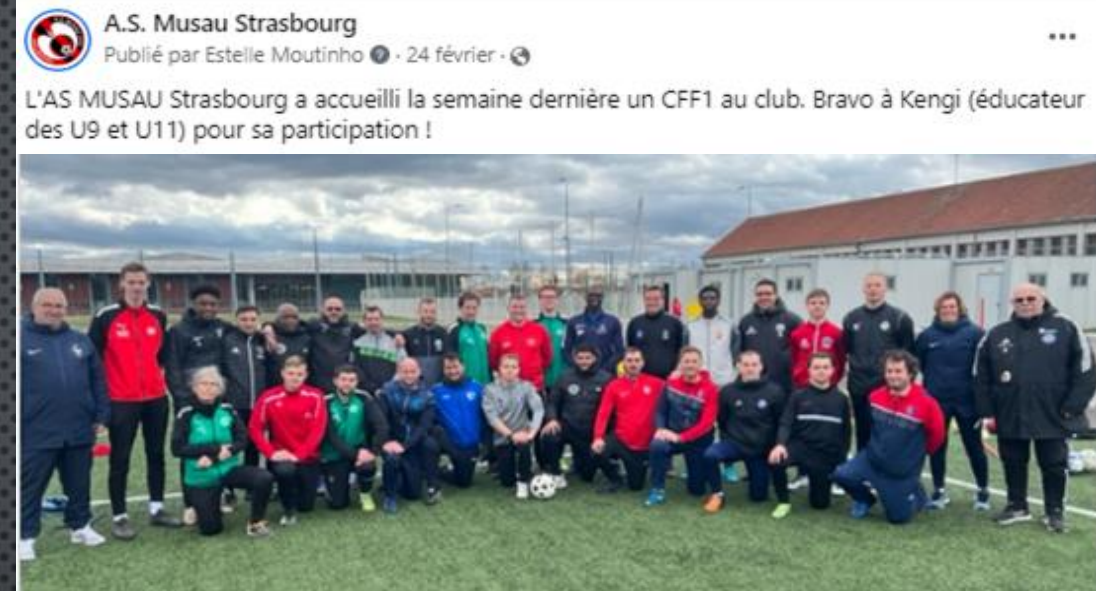 A.S. Musau Strasbourg
Publié par Estelle Moutinho · 24 février ·
L'AS MUSAU Strasbourg a accueilli la semaine dernière un CFF1 au club. Bravo à Kengi (éducateur
des U9 et U11) pour sa participation !